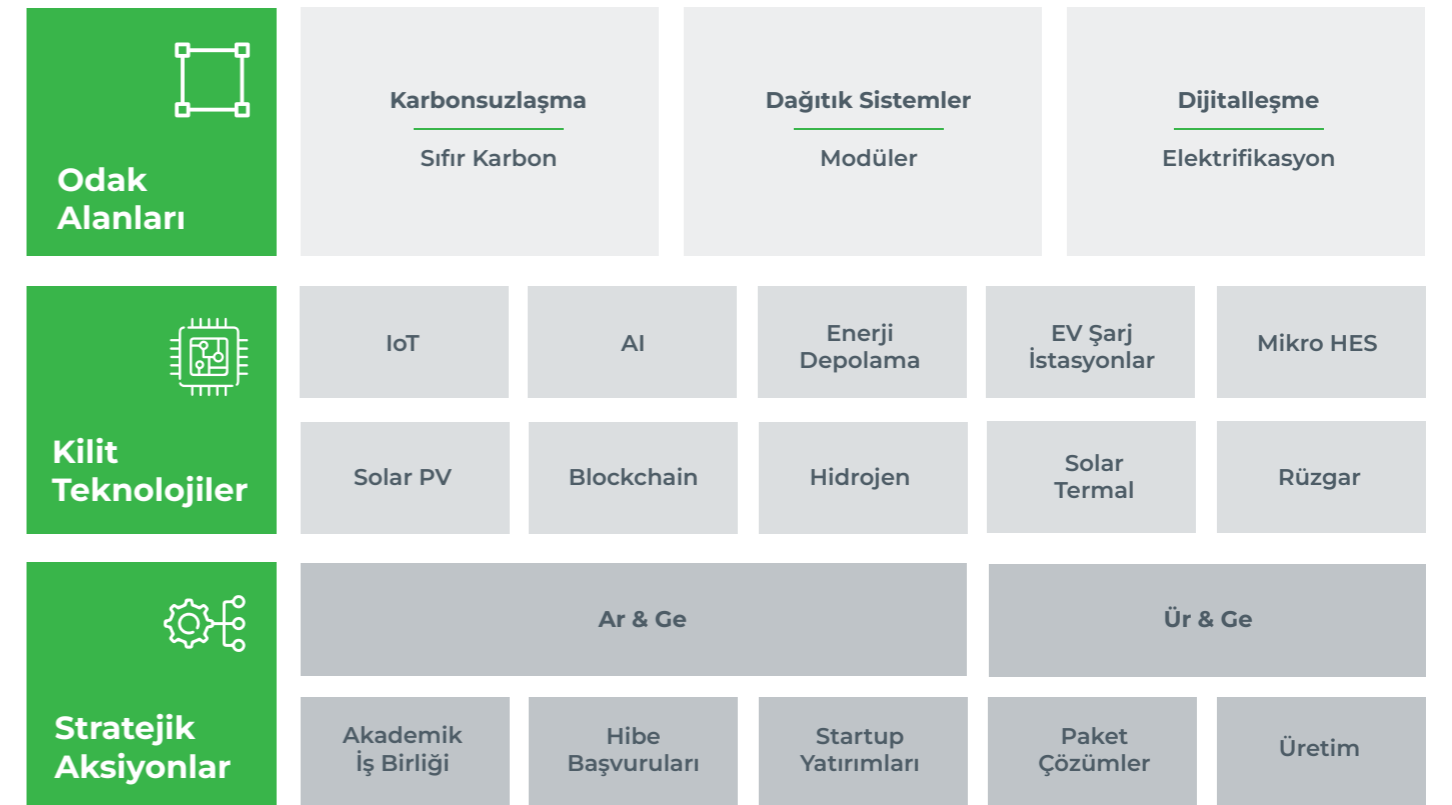 Odak
Alanları
Karbonsuzlaşma
Sıfır Karbon
Dağıtık Sistemler
Modüler
Dijitalleşme
Elektrifikasyon
Kilit
Teknolojiler
IoT
AI
Enerji
Depolama
EV Şarj
İstasyonlar
Mikro HES
Solar PV
Blockchain
Hidrojen
Solar
Termal
Rüzgar
Stratejik
Aksiyonlar
Ar & Ge
Ür & Ge
Akademik
İş Birliği
Hibe
Başvuruları
Startup
Yatırımları
Paket
Çözümler
Üretim